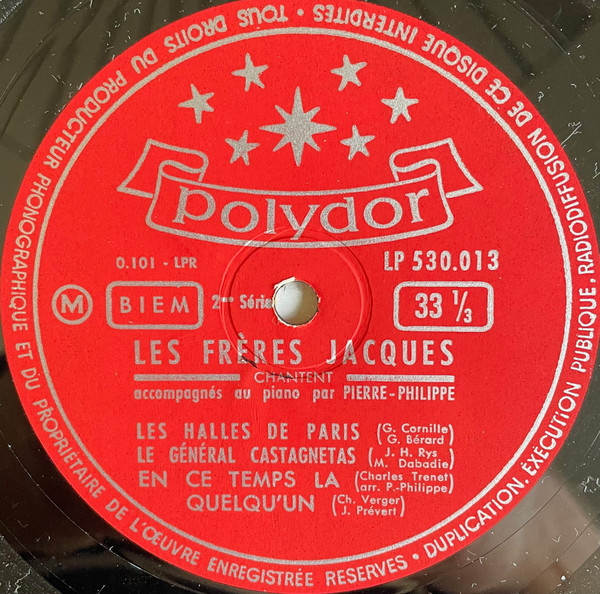 TOUS DROITS DU PRODUCTEUR PHONOGRAPHIQUE ET DU PROPRIÉTAIRE DE L'ŒUVRE ENREGISTRÉE RESERVES • DUPLICATION, EXÉCUTION PUBLIQUE, RADIODIFFUSION DE CE DISQUE INTERDITES •
polydor
0.101 - LPR
LP 530.013
M
BIEM
2me Série
33 1/3
LES FRÈRES JACQUES
CHANTENT
accompagnés au piano par PIERRE-PHILIPPE
LES HALLES DE PARIS (G. Cornille
G. Bérard)
LE GÉNÉRAL CASTAGNETAS (J. H. Rys
M. Dabadie)
EN CE TEMPS LA (Charles Trenet
arr. P.-Philippe)
QUELQU'UN (Ch. Verger
J. Prévert)